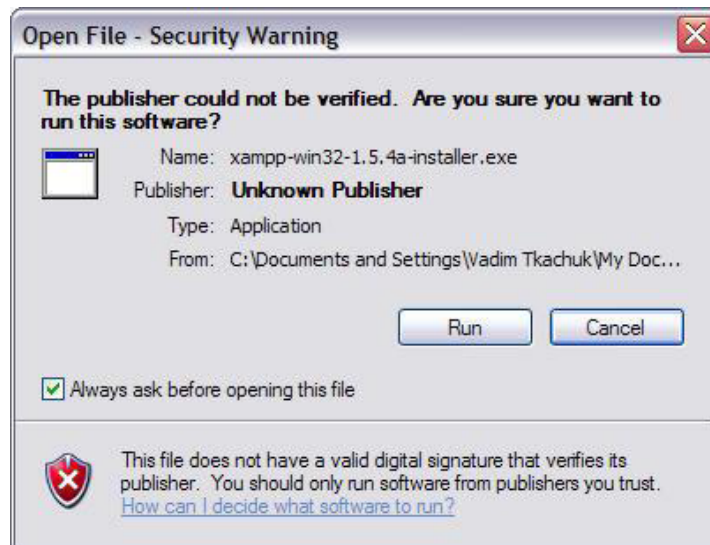 Open File - Security Warning
The publisher could not be verified.  Are you sure you want to
run this software?
Name: xampp-win32-1.5.4a-installer.exe
Publisher: Unknown Publisher
Type: Application
From: C:\Documents and Settings\Vadim Tkachuk\My Doc...
Run Cancel
Always ask before opening this file
This file does not have a valid digital signature that verifies its
publisher.  You should only run software from publishers you trust.
How can I decide what software to run?